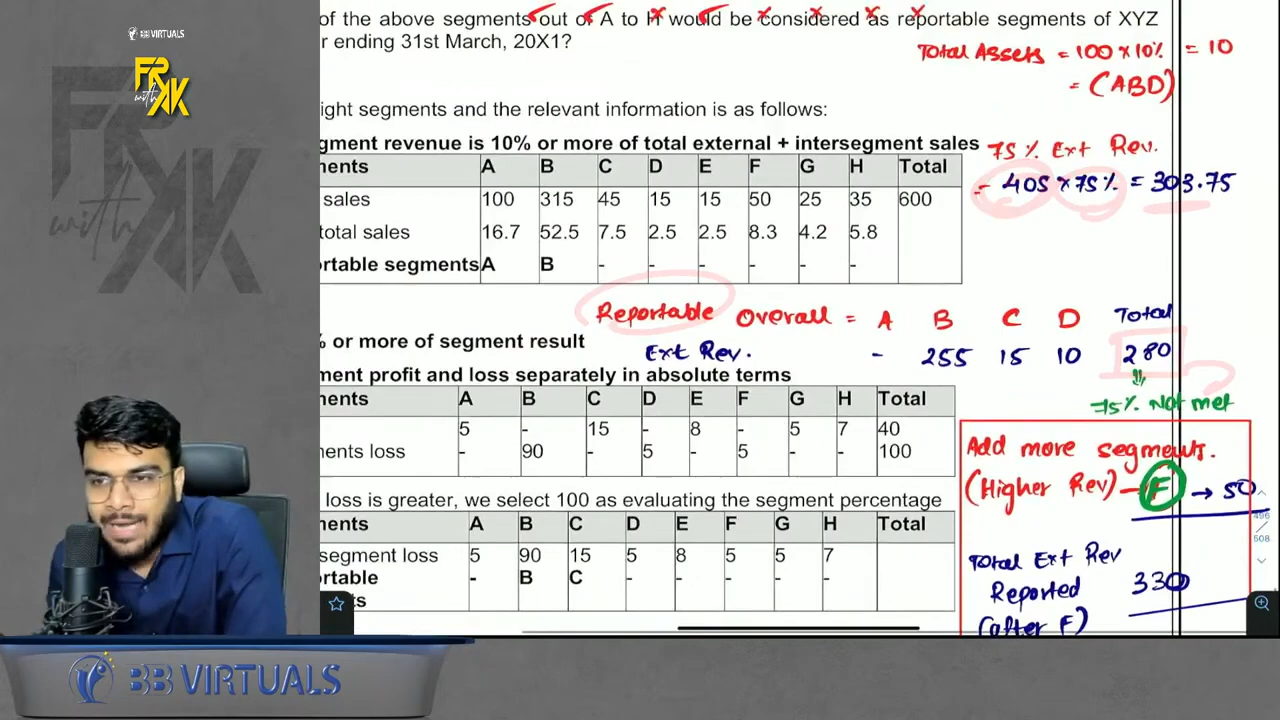 of the above segments out of A to H would be considered as reportable segments of XYZ
r ending 31st March, 20X1?
Total Assets = 100 x 10% = 10
= (ABD)
ight segments and the relevant information is as follows:
gment revenue is 10% or more of total external + intersegment sales
ments A B C D E F G H Total
sales 100 315 45 15 15 50 25 35 600
total sales 16.7 52.5 7.5 2.5 2.5 8.3 4.2 5.8
rtable segments A B - - - - - -
75% Ext Rev.
= 405 x 75% = 303.75
Reportable Overall = A B C D Total
Ext Rev. - 255 15 10 280
75% Not met
% or more of segment result
ment profit and loss separately in absolute terms
ments A B C D E F G H Total
5 - 15 - 8 - 5 7 40
nents loss - 90 - 5 - 5 - - 100
loss is greater, we select 100 as evaluating the segment percentage
ments A B C D E F G H Total
segment loss 5 90 15 5 8 5 5 7
rtable - B C - - - - -
ts
Add more segments.
(Higher Rev) → F → 50
Total Ext Rev
Reported 330
(after F)
496
508
BB VIRTUALS
FR
with
AK
FR
with
AK
BB VIRTUALS